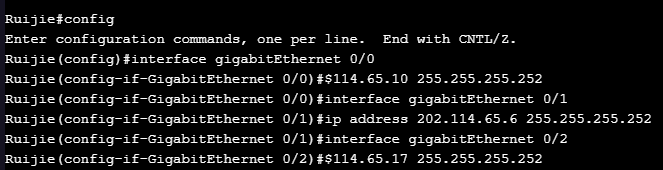 Ruijie#config
Enter configuration commands, one per line.  End with CNTL/Z.
Ruijie(config)#interface gigabitEthernet 0/0
Ruijie(config-if-GigabitEthernet 0/0)#$114.65.10 255.255.255.252
Ruijie(config-if-GigabitEthernet 0/0)#interface gigabitEthernet 0/1
Ruijie(config-if-GigabitEthernet 0/1)#ip address 202.114.65.6 255.255.255.252
Ruijie(config-if-GigabitEthernet 0/1)#interface gigabitEthernet 0/2
Ruijie(config-if-GigabitEthernet 0/2)#$114.65.17 255.255.255.252